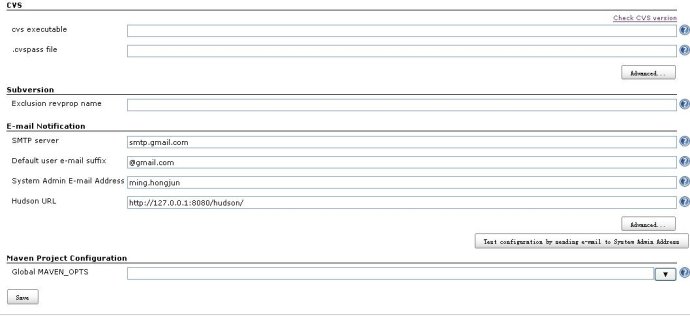 CVS
Check CVS version
cvs executable
.cvspass file
Advanced...
Subversion
Exclusion revprop name
E-mail Notification
SMTP server smtp.gmail.com
Default user e-mail suffix @gmail.com
System Admin E-mail Address ming.hongjun
Hudson URL http://127.0.0.1:8080/hudson/
Advanced...
Test configuration by sending e-mail to System Admin Address
Maven Project Configuration
Global MAVEN_OPTS
Save